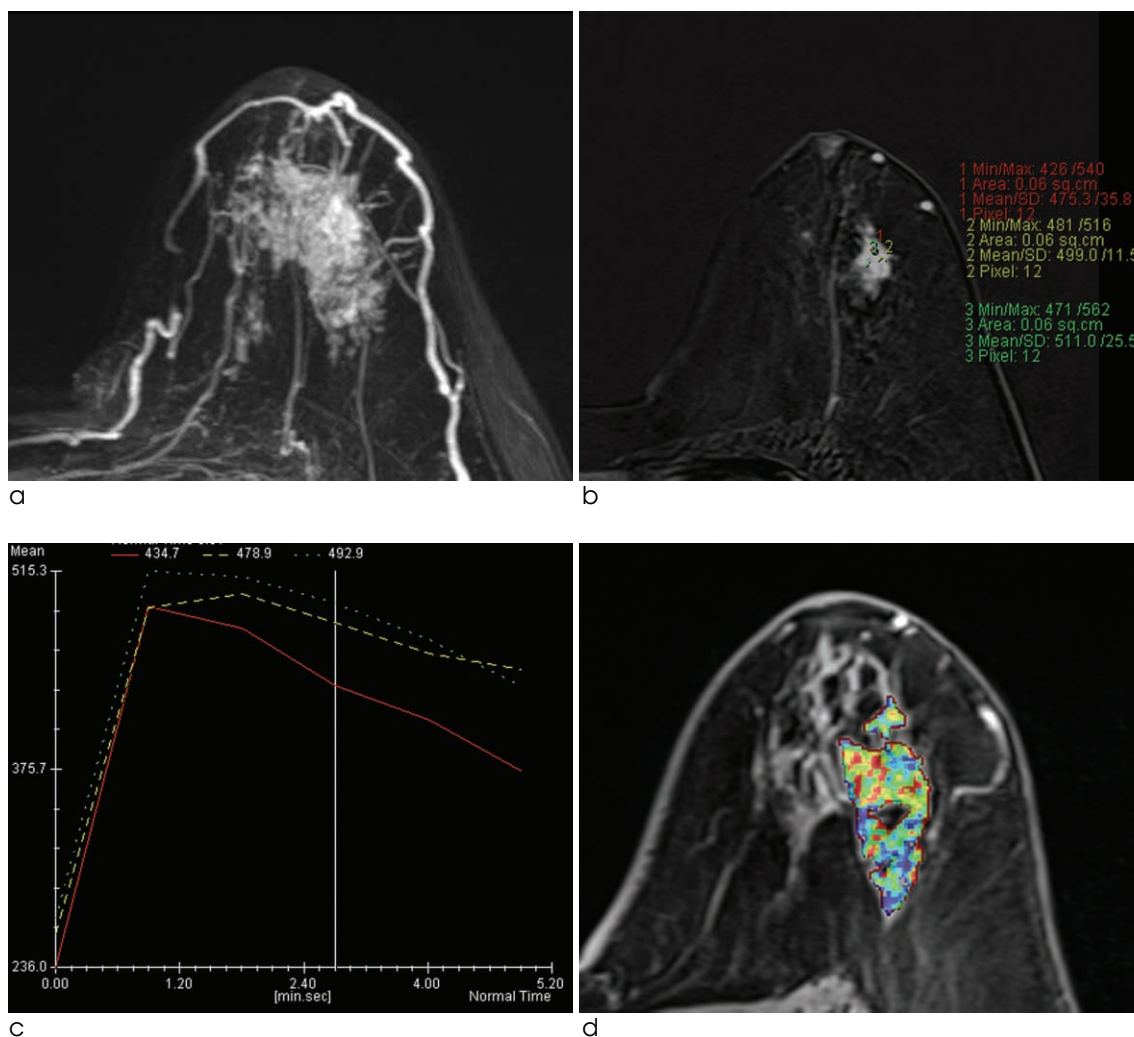 1
3 2
1 Min/Max: 426 /540
1 Area: 0.06 sq.cm
1 Mean/SD: 475.3 /35.8
1 Pixel: 12
2 Min/Max: 481 /516
2 Area: 0.06 sq.cm
2 Mean/SD: 499.0 /11.5
2 Pixel: 12
3 Min/Max: 471 /562
3 Area: 0.06 sq.cm
3 Mean/SD: 511.0 /25.5
3 Pixel: 12
a
b
Mean
434.7 478.9 492.9
515.3
375.7
236.0
0.00 1.20 2.40 4.00 5.20
[min.sec] Normal Time
c
d